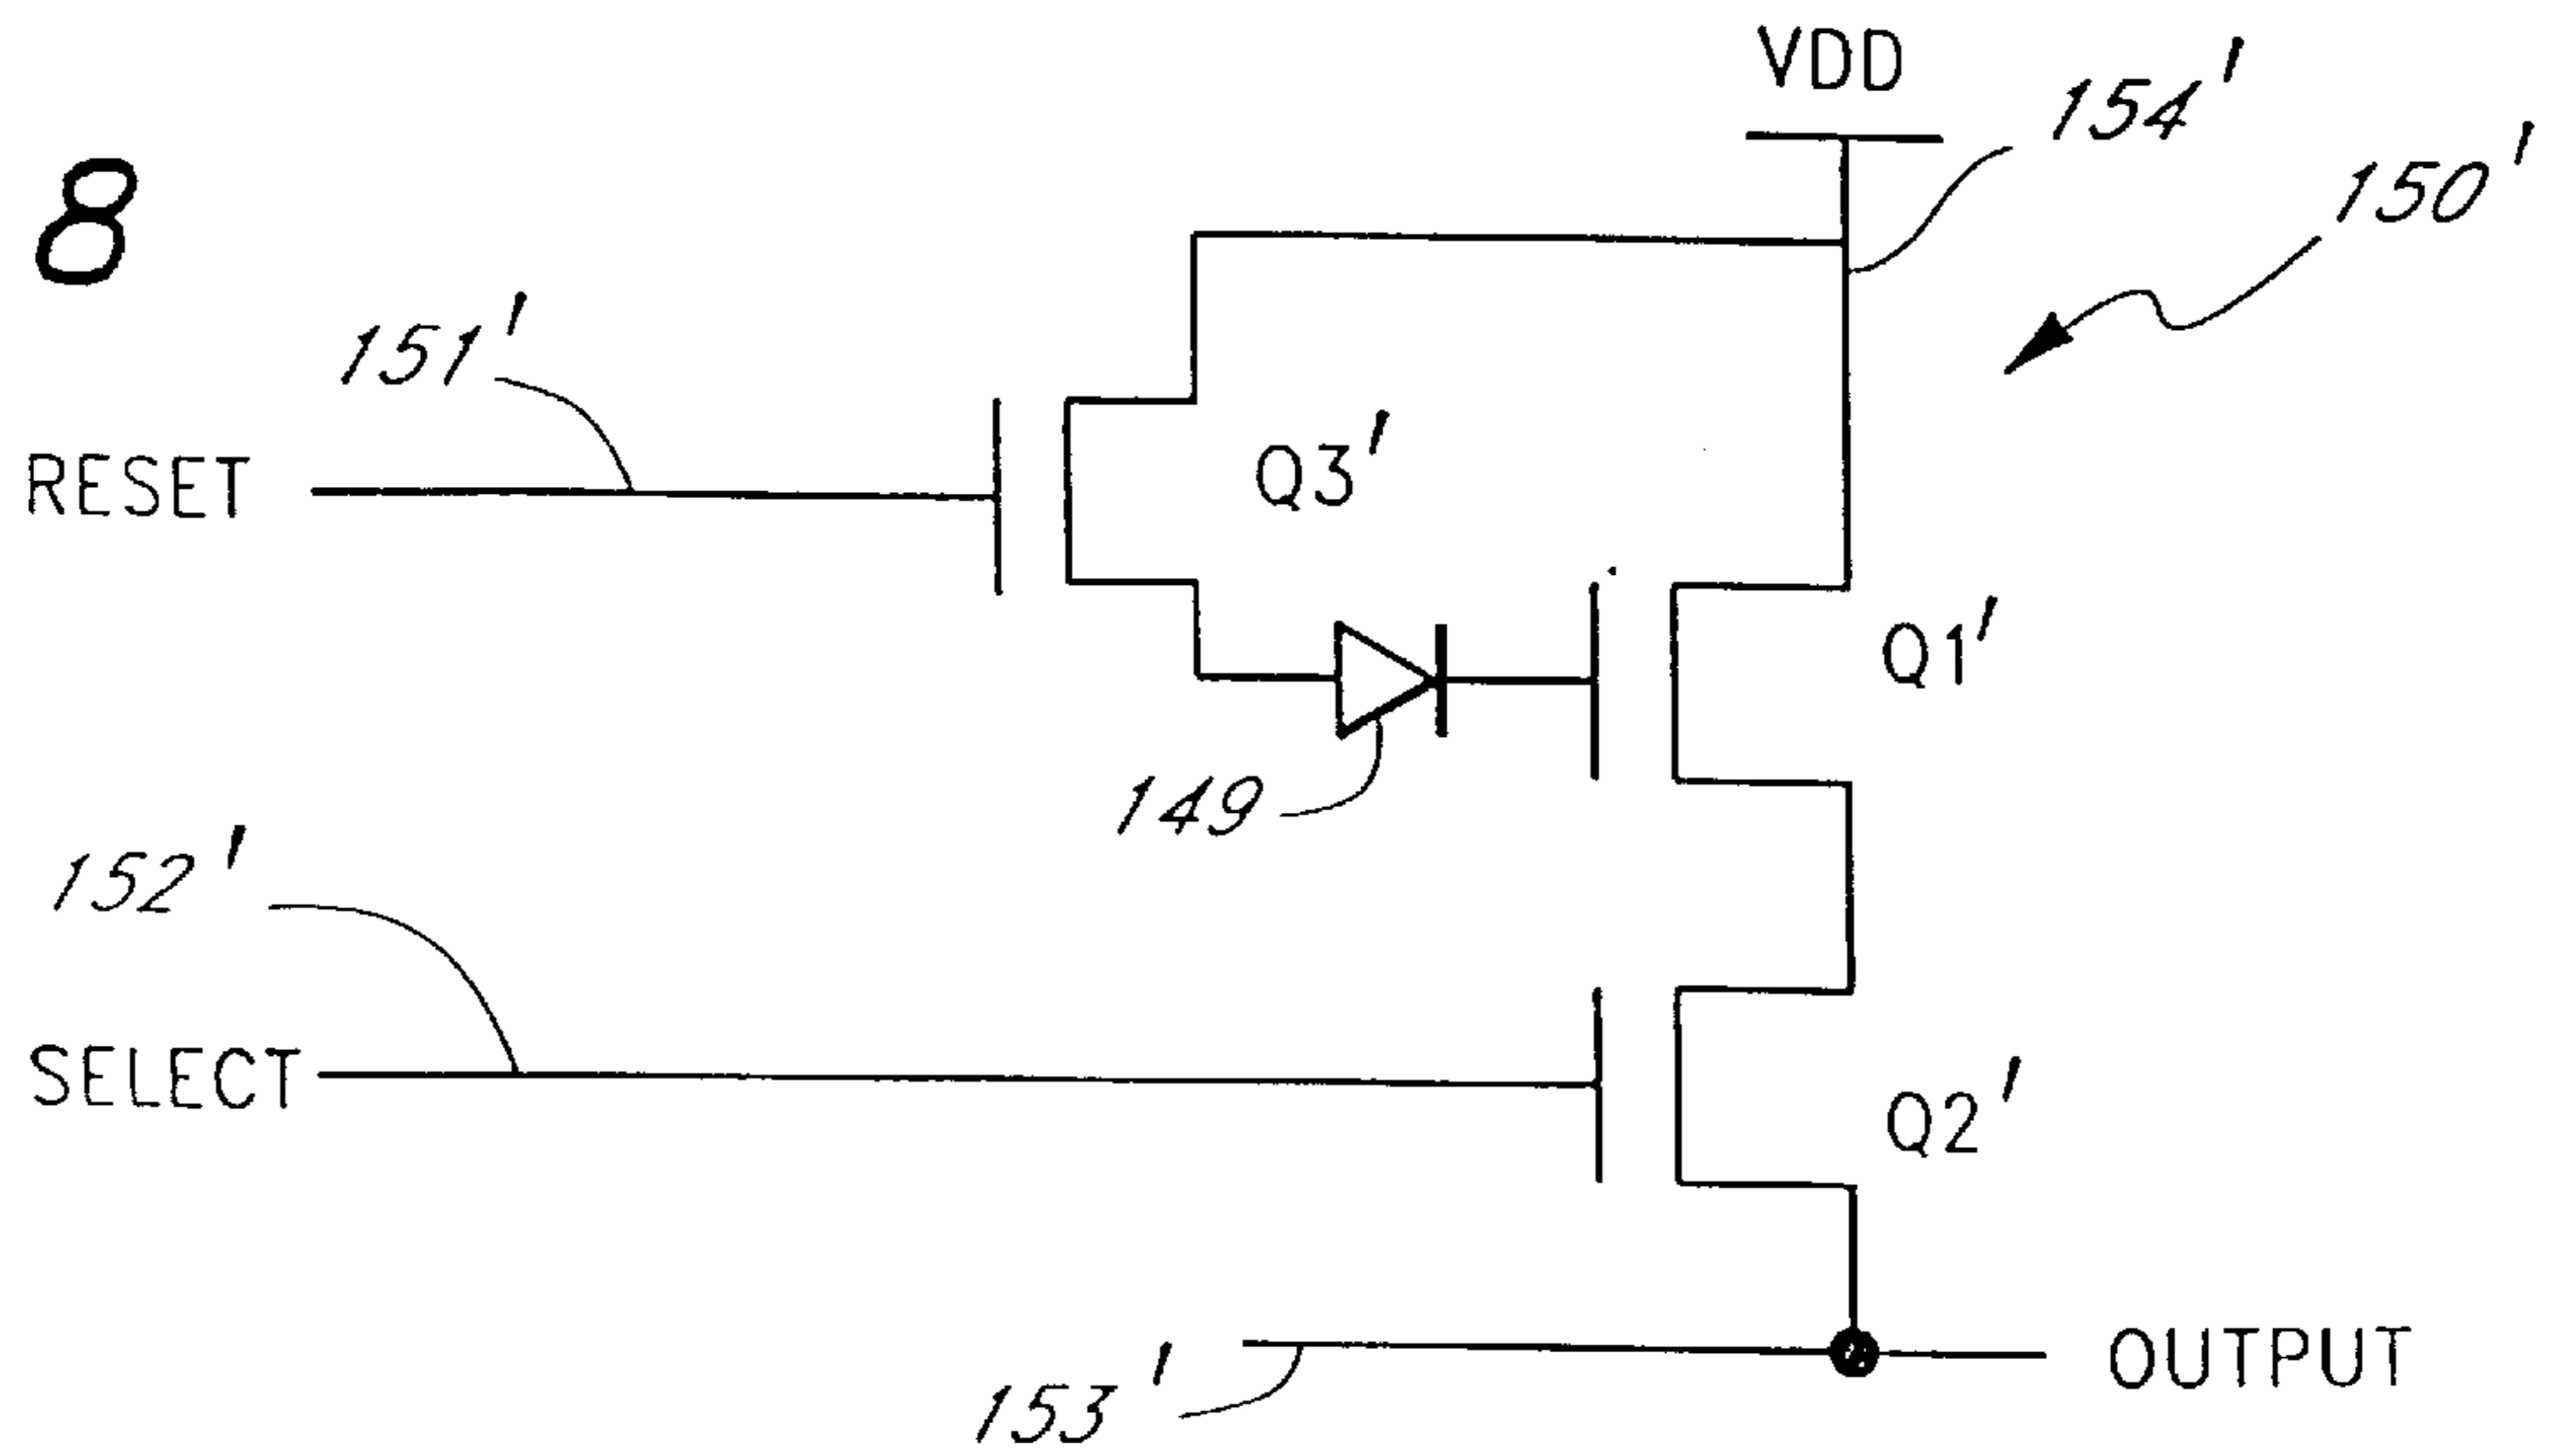 VDD
154'
150'
8
151'
RESET
Q3'
Q1'
149
152'
SELECT
Q2'
153'
OUTPUT